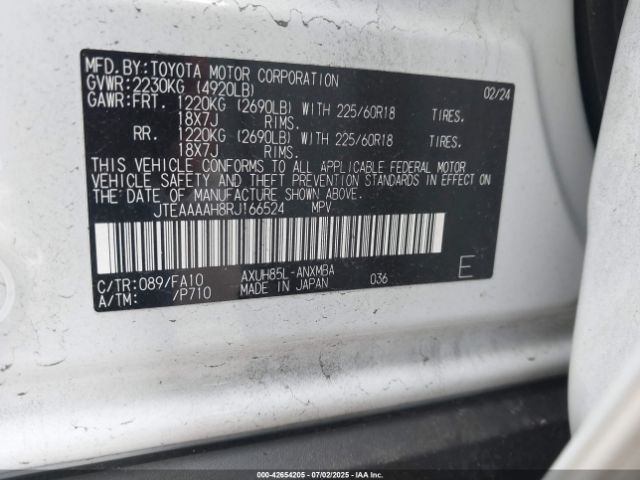 MFD.BY:TOYOTA MOTOR CORPORATION 02/24
GVWR:2230KG (4920LB)
GAWR:FRT. 1220KG (2690LB) WITH 225/60R18 TIRES.
18X7J RIMS.
RR. 1220KG (2690LB) WITH 225/60R18 TIRES.
18X7J RIMS.
THIS VEHICLE CONFORMS TO ALL APPLICABLE FEDERAL MOTOR
VEHICLE SAFETY AND THEFT PREVENTION STANDARDS IN EFFECT ON
THE DATE OF MANUFACTURE SHOWN ABOVE.
JTEAAAAH8RJ166524 MPV
C/TR:089/FA10 AXUH85L-ANXMBA
A/TM: /P710 MADE IN JAPAN 036 E
000-42654205 - 07/02/2025 - IAAI.COM